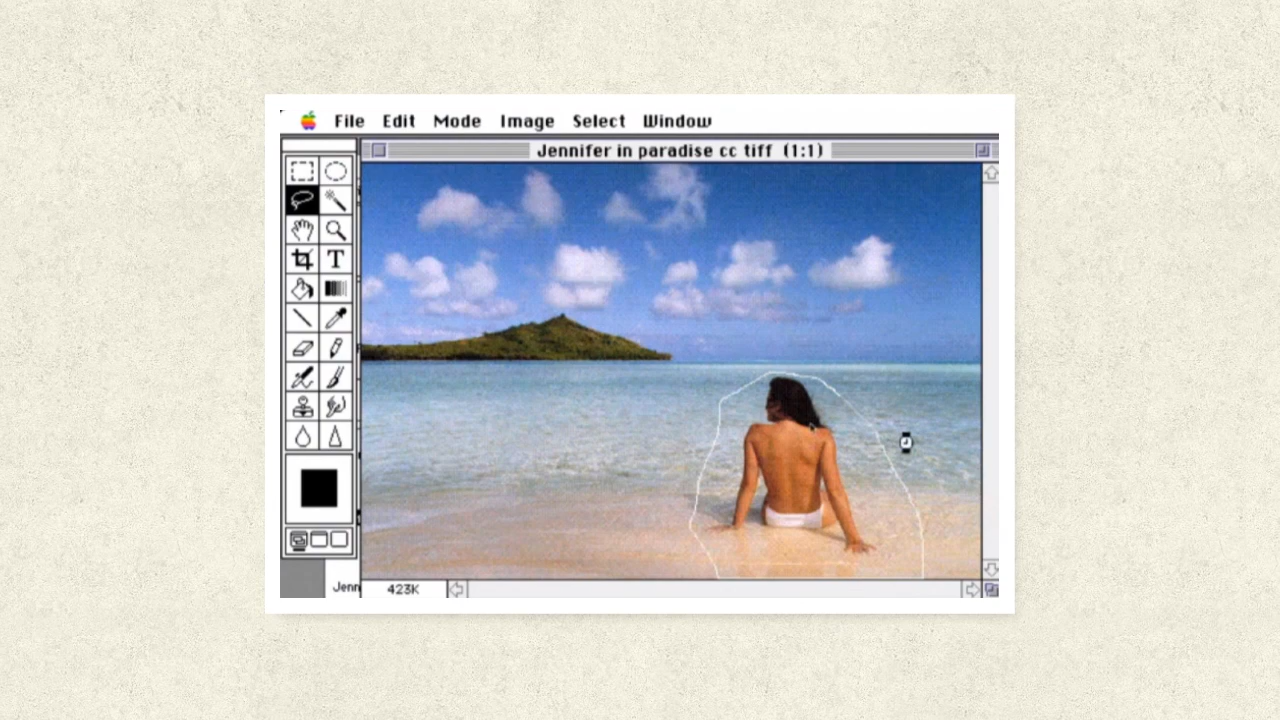 File Edit Mode Image Select Window
Jennifer in paradise cc tiff (1:1)
T
Jenn
423K